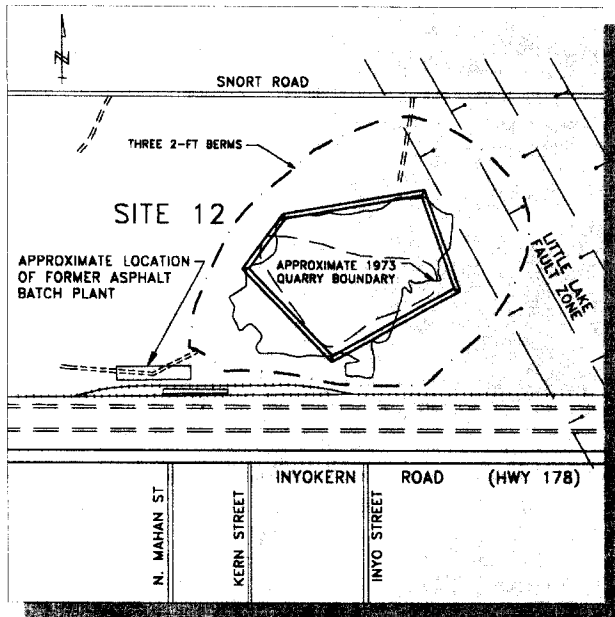 N
SNORT ROAD
THREE 2-FT BERMS
SITE 12
APPROXIMATE LOCATION
OF FORMER ASPHALT
BATCH PLANT
APPROXIMATE 1973
QUARRY BOUNDARY
LITTLE LAKE
FAULT ZONE
INYOKERN ROAD (HWY 178)
N. MAHAN ST
KERN STREET
INYO STREET